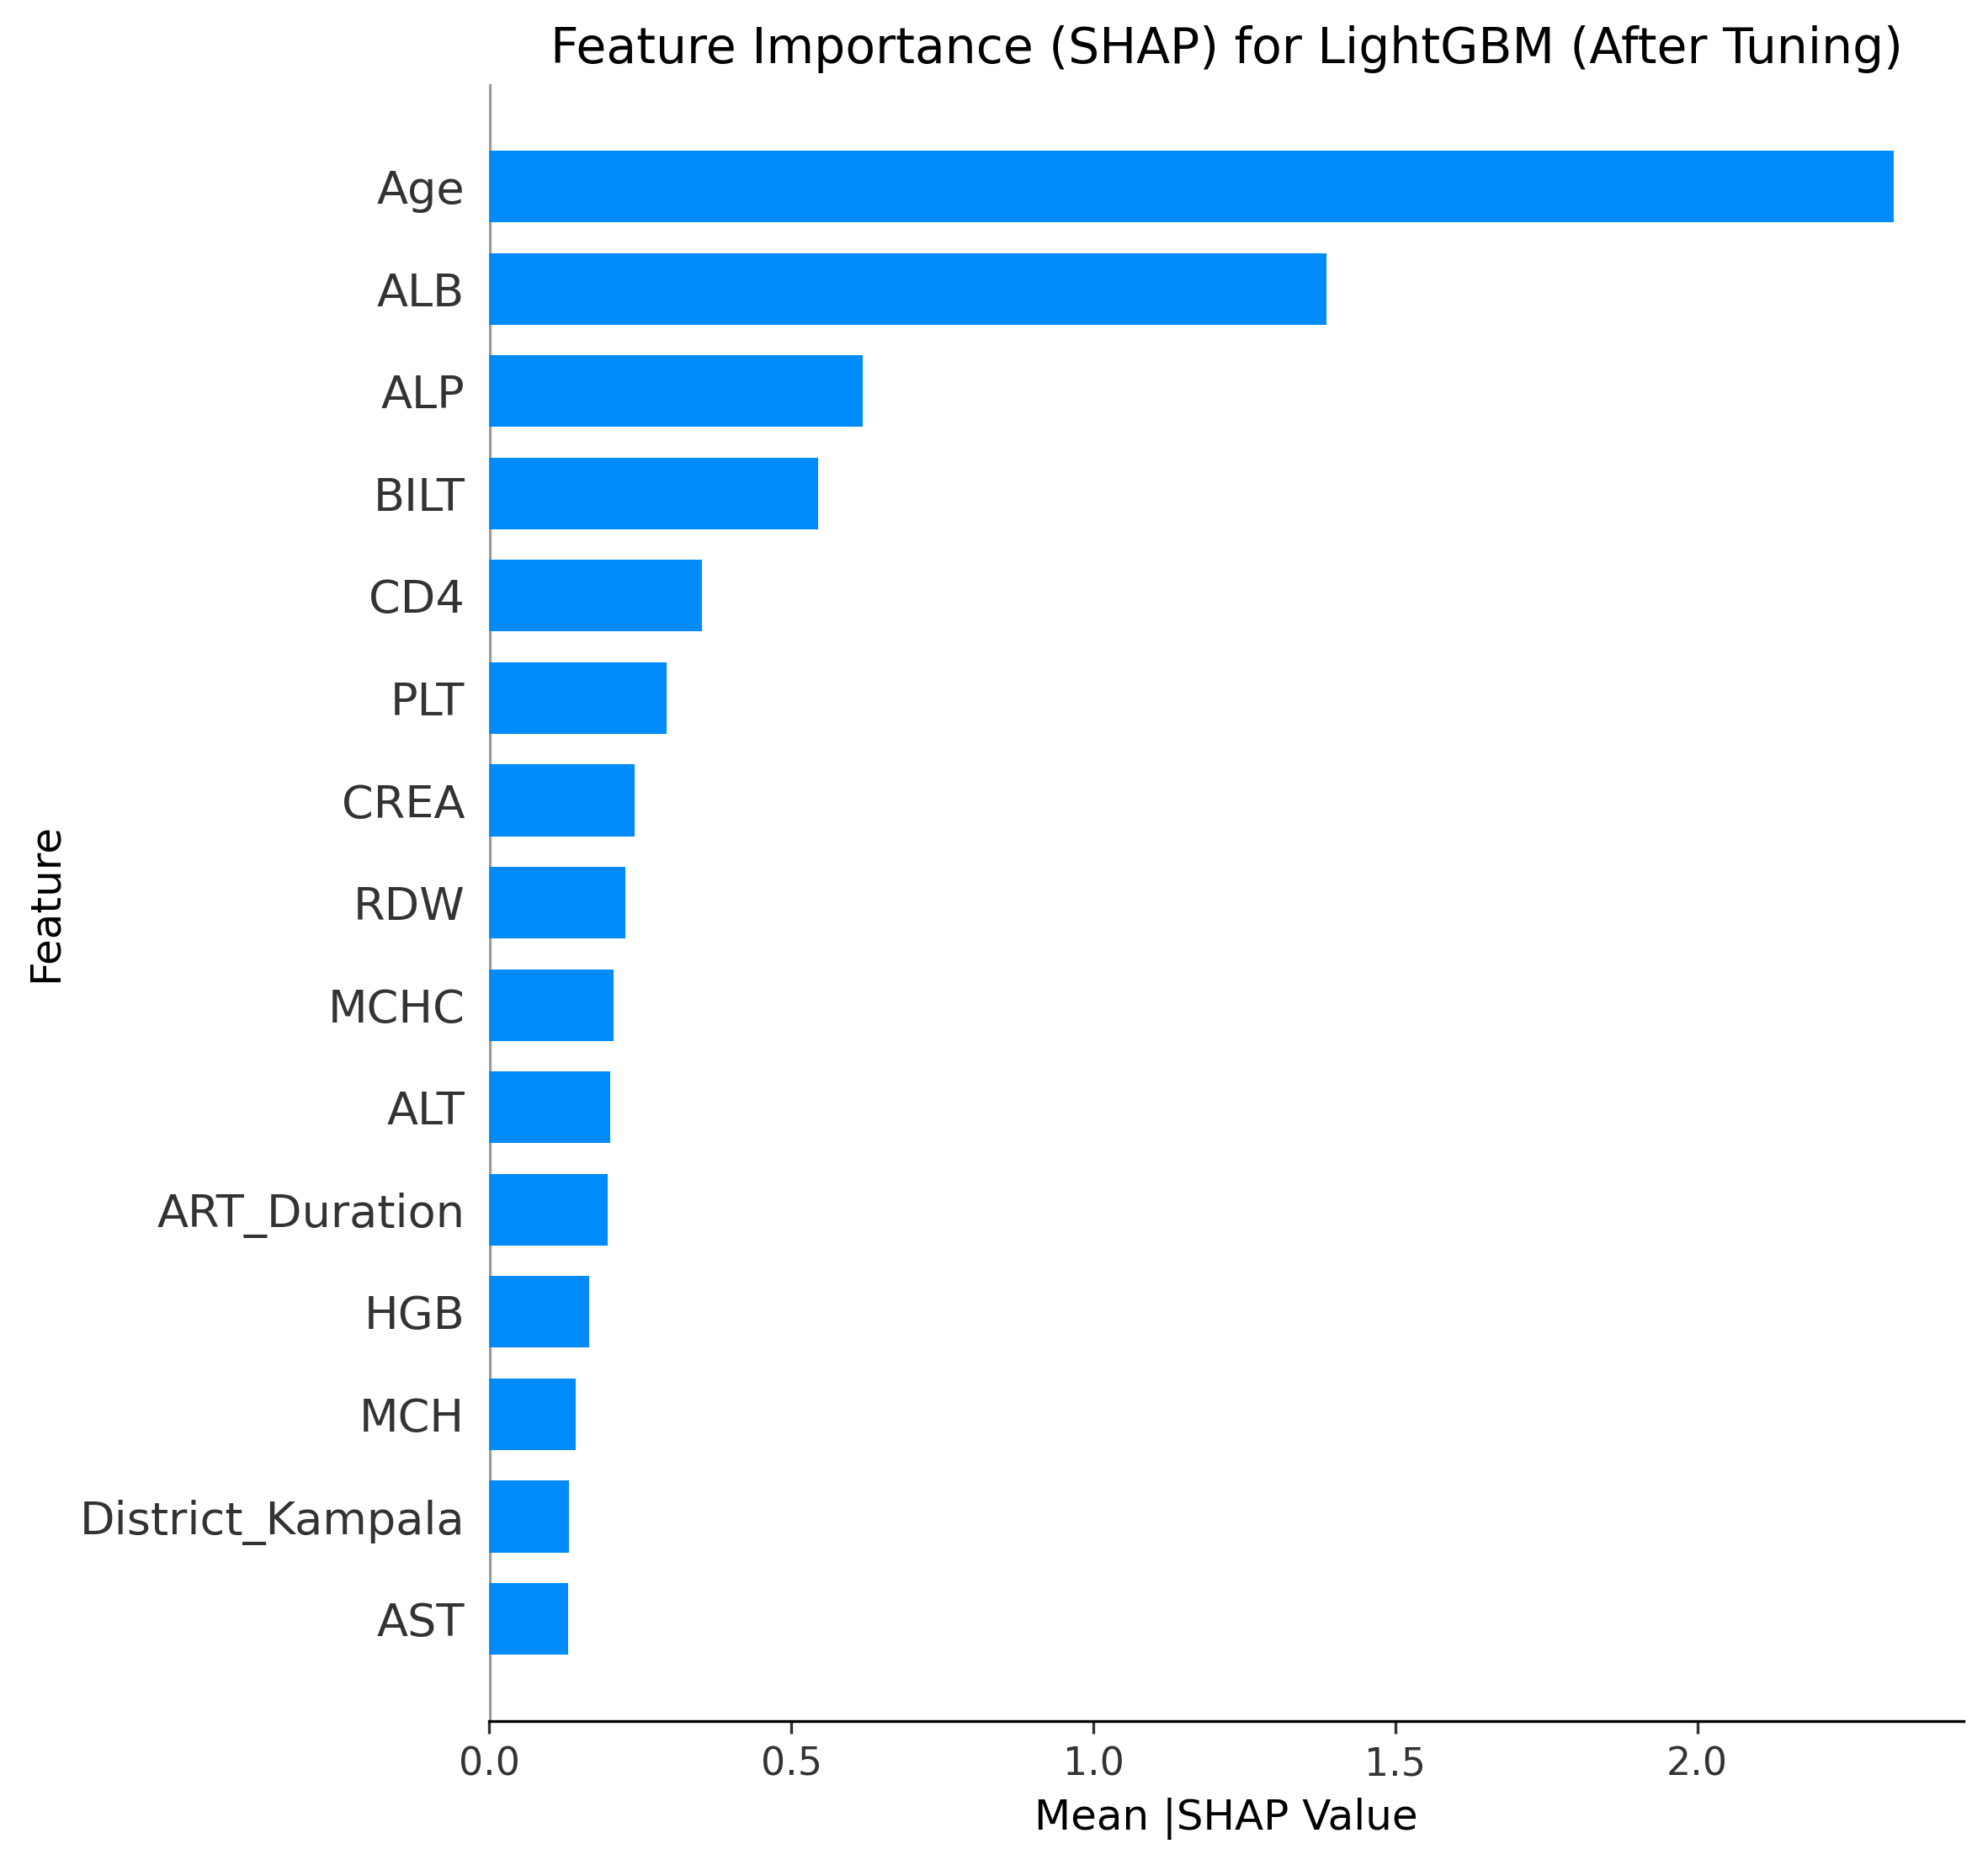 Feature Importance (SHAP) for LightGBM (After Tuning)
Age
ALB
ALP
BILT
CD4
PLT
CREA
RDW
MCHC
ALT
ART_Duration
HGB
MCH
District_Kampala
AST
Feature
0.0 0.5 1.0 1.5 2.0
Mean |SHAP Value